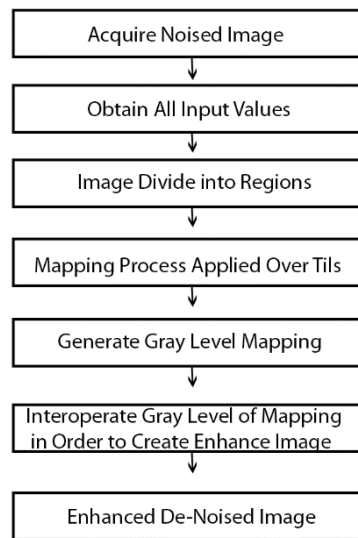 Acquire Noised Image
Obtain All Input Values
Image Divide into Regions
Mapping Process Applied Over Tils
Generate Gray Level Mapping
Interoperate Gray Level of Mapping
in Order to Create Enhance Image
Enhanced De-Noised Image